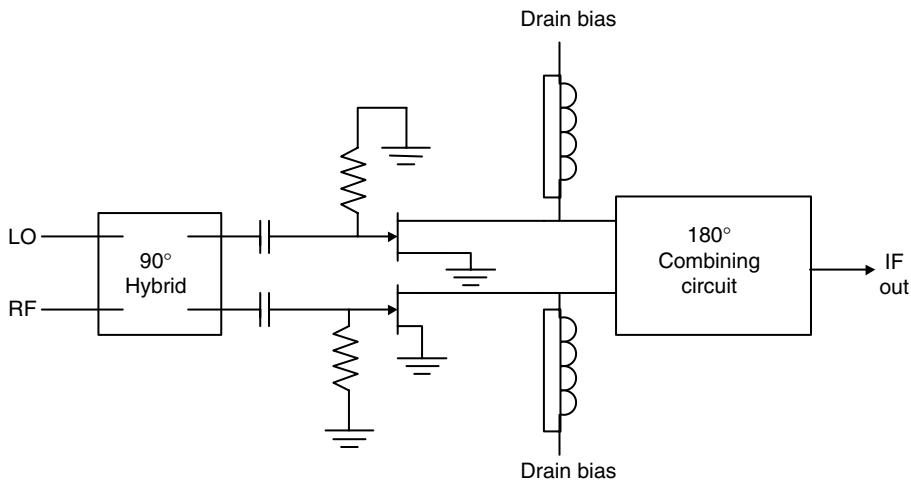 Drain bias
LO
RF
90°
Hybrid
180°
Combining
circuit
IF
out
Drain bias